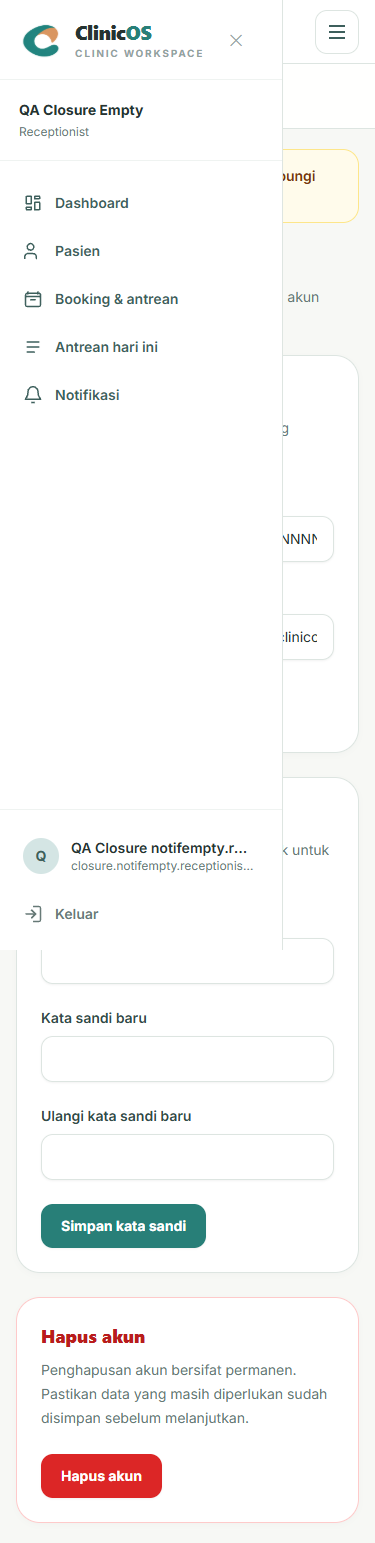 ClinicOS
CLINIC WORKSPACE
QA Closure Empty
Receptionist
Dashboard
Pasien
Booking & antrean
Antrean hari ini
Notifikasi
akun
QA Closure notifempty.r...
closure.notifempty.receptionis...
untuk
Keluar
Kata sandi baru
Ulangi kata sandi baru
Simpan kata sandi
Hapus akun
Penghapusan akun bersifat permanen.
Pastikan data yang masih diperlukan sudah
disimpan sebelum melanjutkan.
Hapus akun